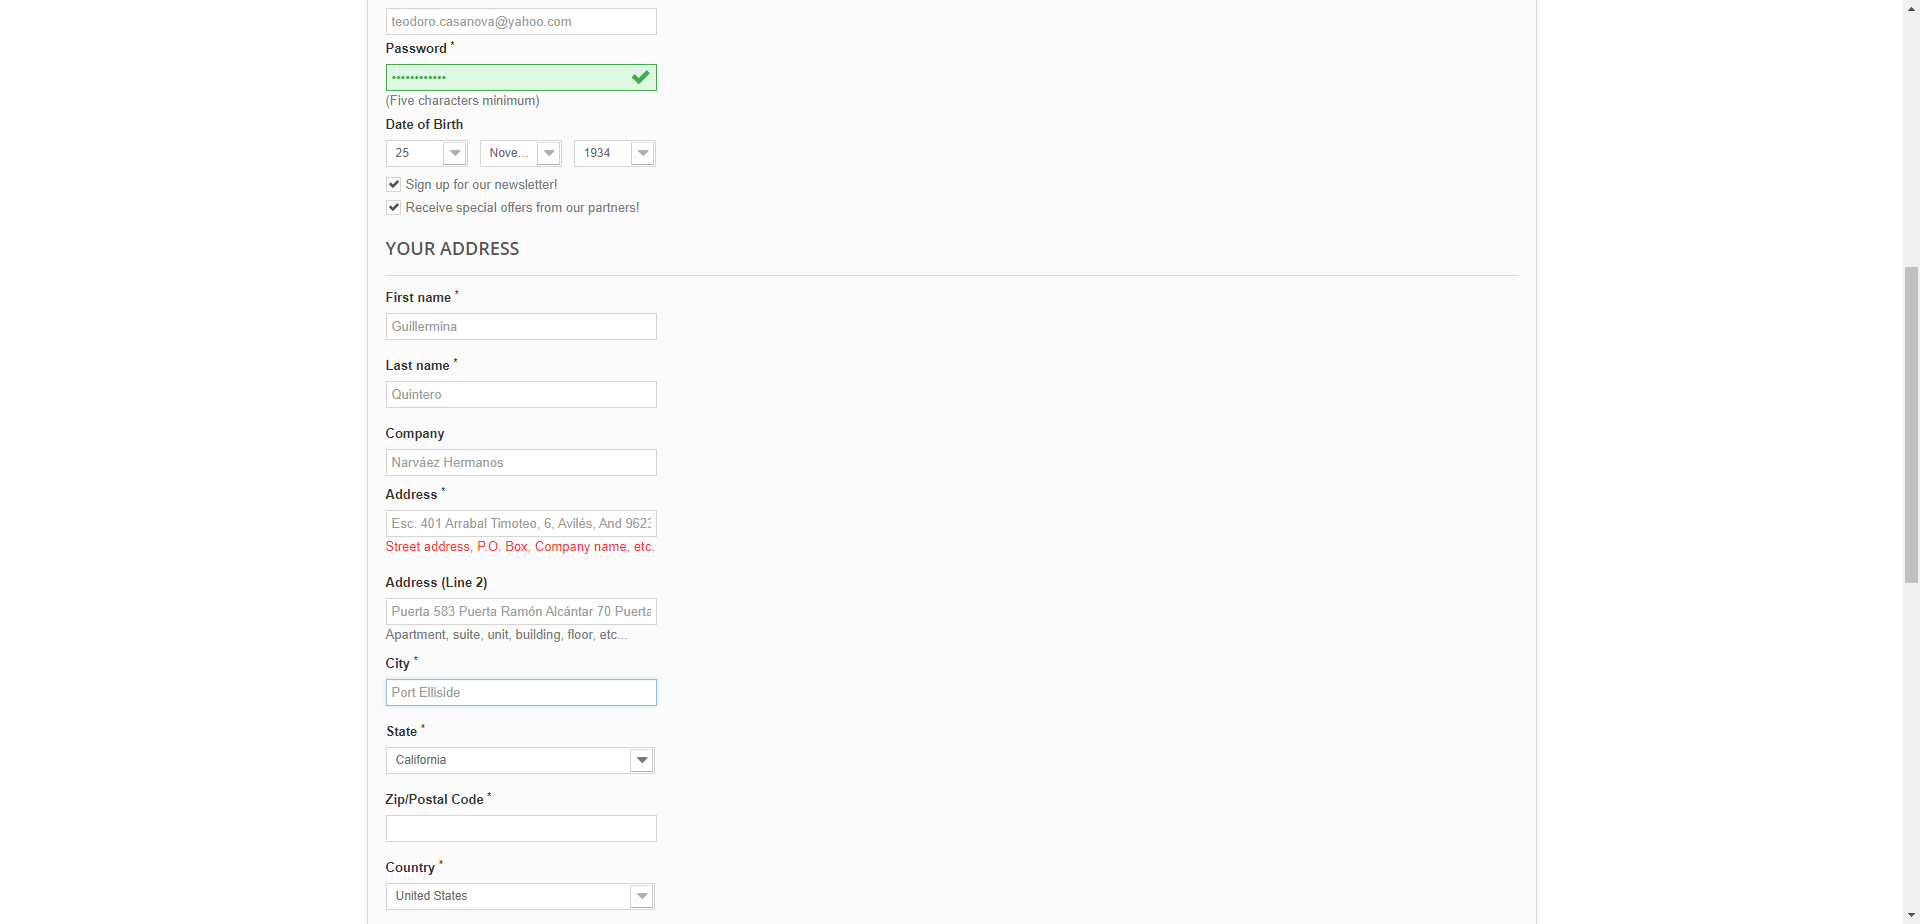 teodoro.casanova@yahoo.com
Password *
••••••••••••
(Five characters minimum)
Date of Birth
25 Nove... 1934
Sign up for our newsletter!
Receive special offers from our partners!
YOUR ADDRESS
First name *
Guillermina
Last name *
Quintero
Company
Narváez Hermanos
Address *
Esc. 401 Arrabal Timoteo, 6, Avilés, And 9623
Street address, P.O. Box, Company name, etc.
Address (Line 2)
Puerta 583 Puerta Ramón Alcántar 70 Puerta
Apartment, suite, unit, building, floor, etc...
City *
Port Elliside
State *
California
Zip/Postal Code *
Country *
United States